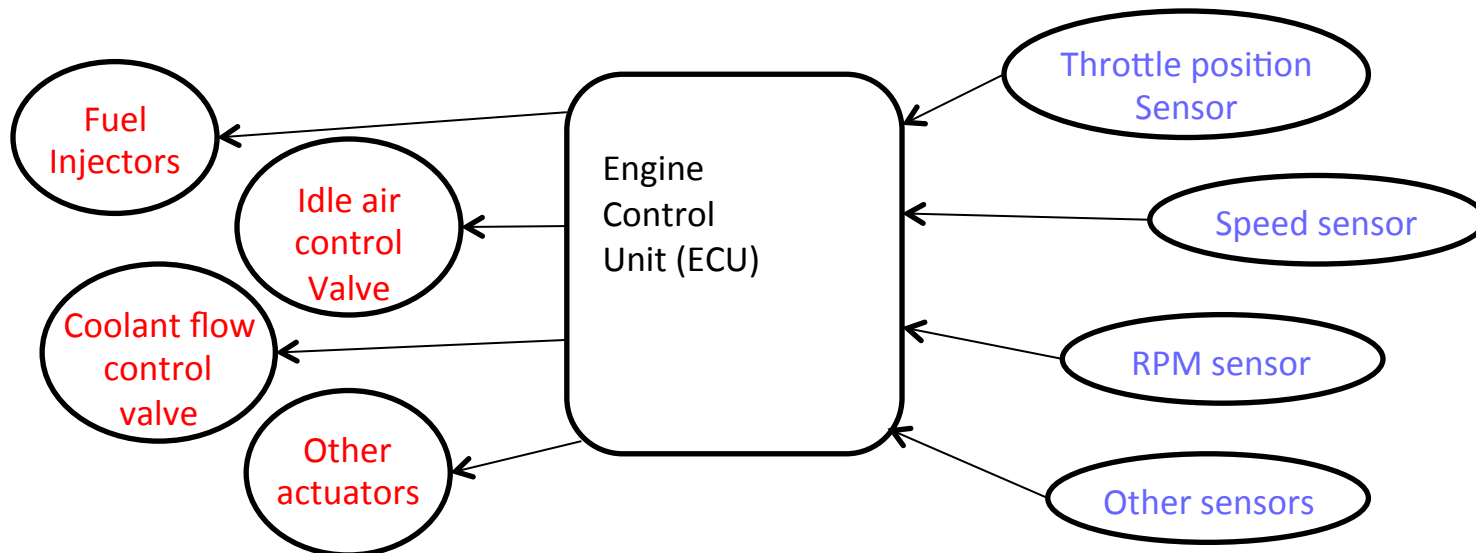 Fuel
Injectors
Idle air
control
Valve
Coolant flow
control
valve
Other
actuators
Engine
Control
Unit (ECU)
Throttle position
Sensor
Speed sensor
RPM sensor
Other sensors